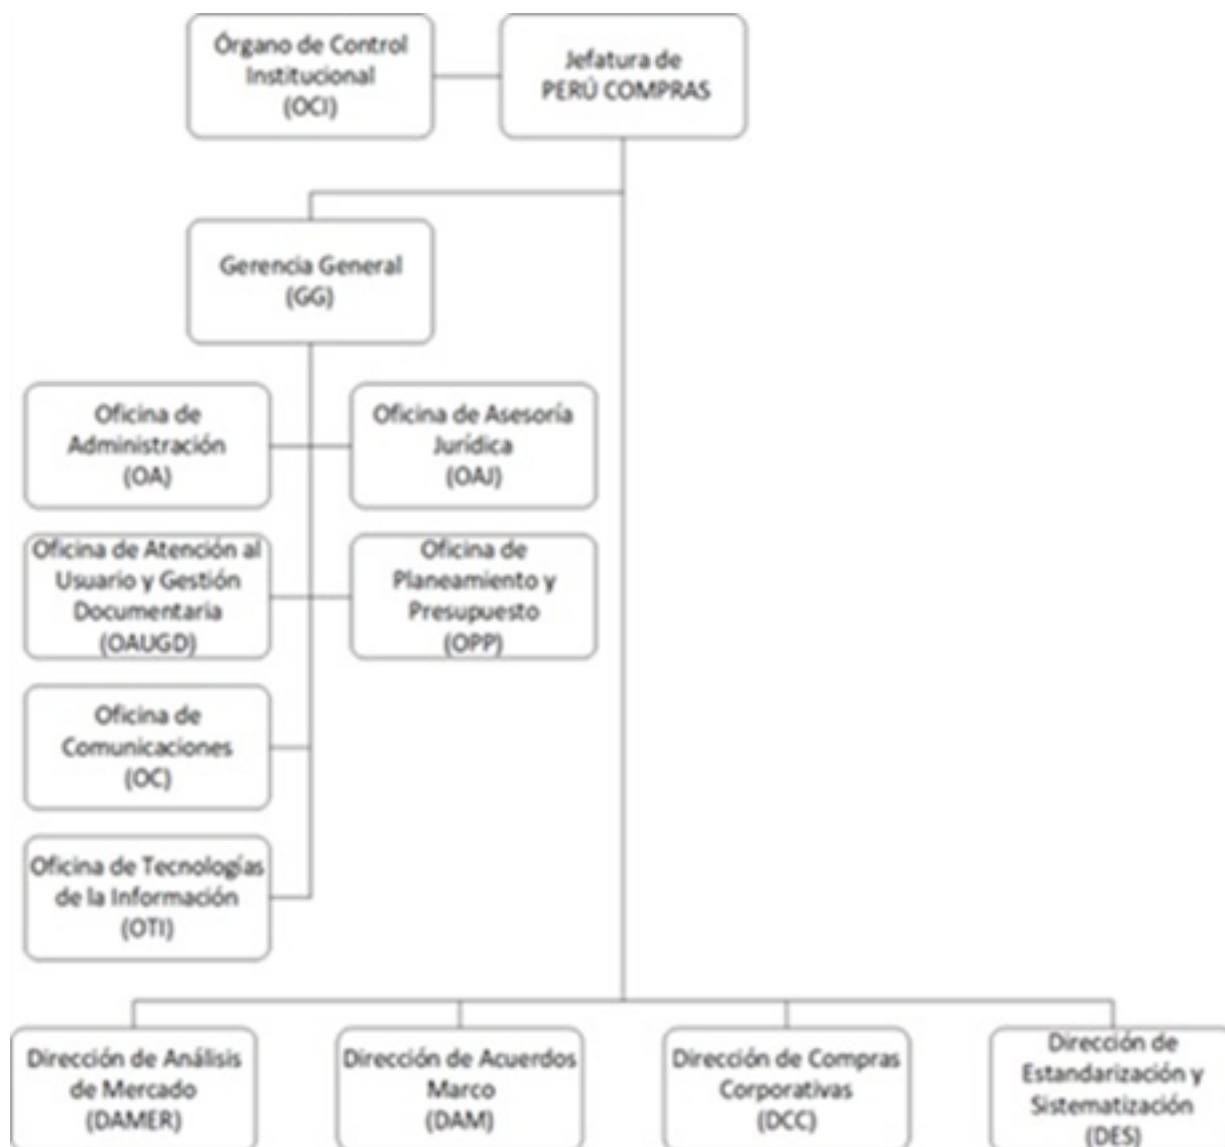 Órgano de Control
Institucional
(OCI)
Jefatura de
PERÚ COMPRAS
Gerencia General
(GG)
Oficina de
Administración
(OA)
Oficina de Asesoría
Jurídica
(OAJ)
Oficina de Atención al
Usuario y Gestión
Documentaria
(OAUGD)
Oficina de
Planeamiento y
Presupuesto
(OPP)
Oficina de
Comunicaciones
(OC)
Oficina de Tecnologías
de la Información
(OTI)
Dirección de Análisis
de Mercado
(DAMER)
Dirección de Acuerdos
Marco
(DAM)
Dirección de Compras
Corporativas
(DCC)
Dirección de
Estandarización y
Sistematización
(DES)